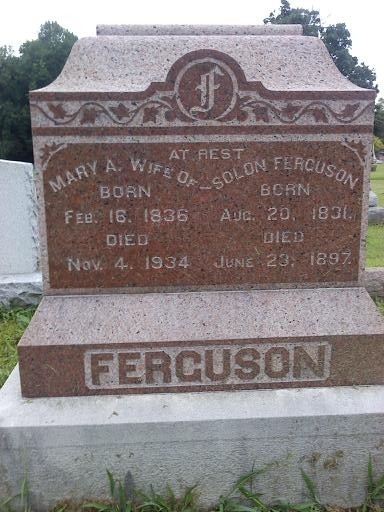 F
AT REST
MARY A. WIFE OF — SOLON FERGUSON
BORN BORN
FEB. 16. 1836 AUG. 20, 1831.
DIED DIED
NOV. 4. 1934 JUNE 23. 1897.
FERGUSON